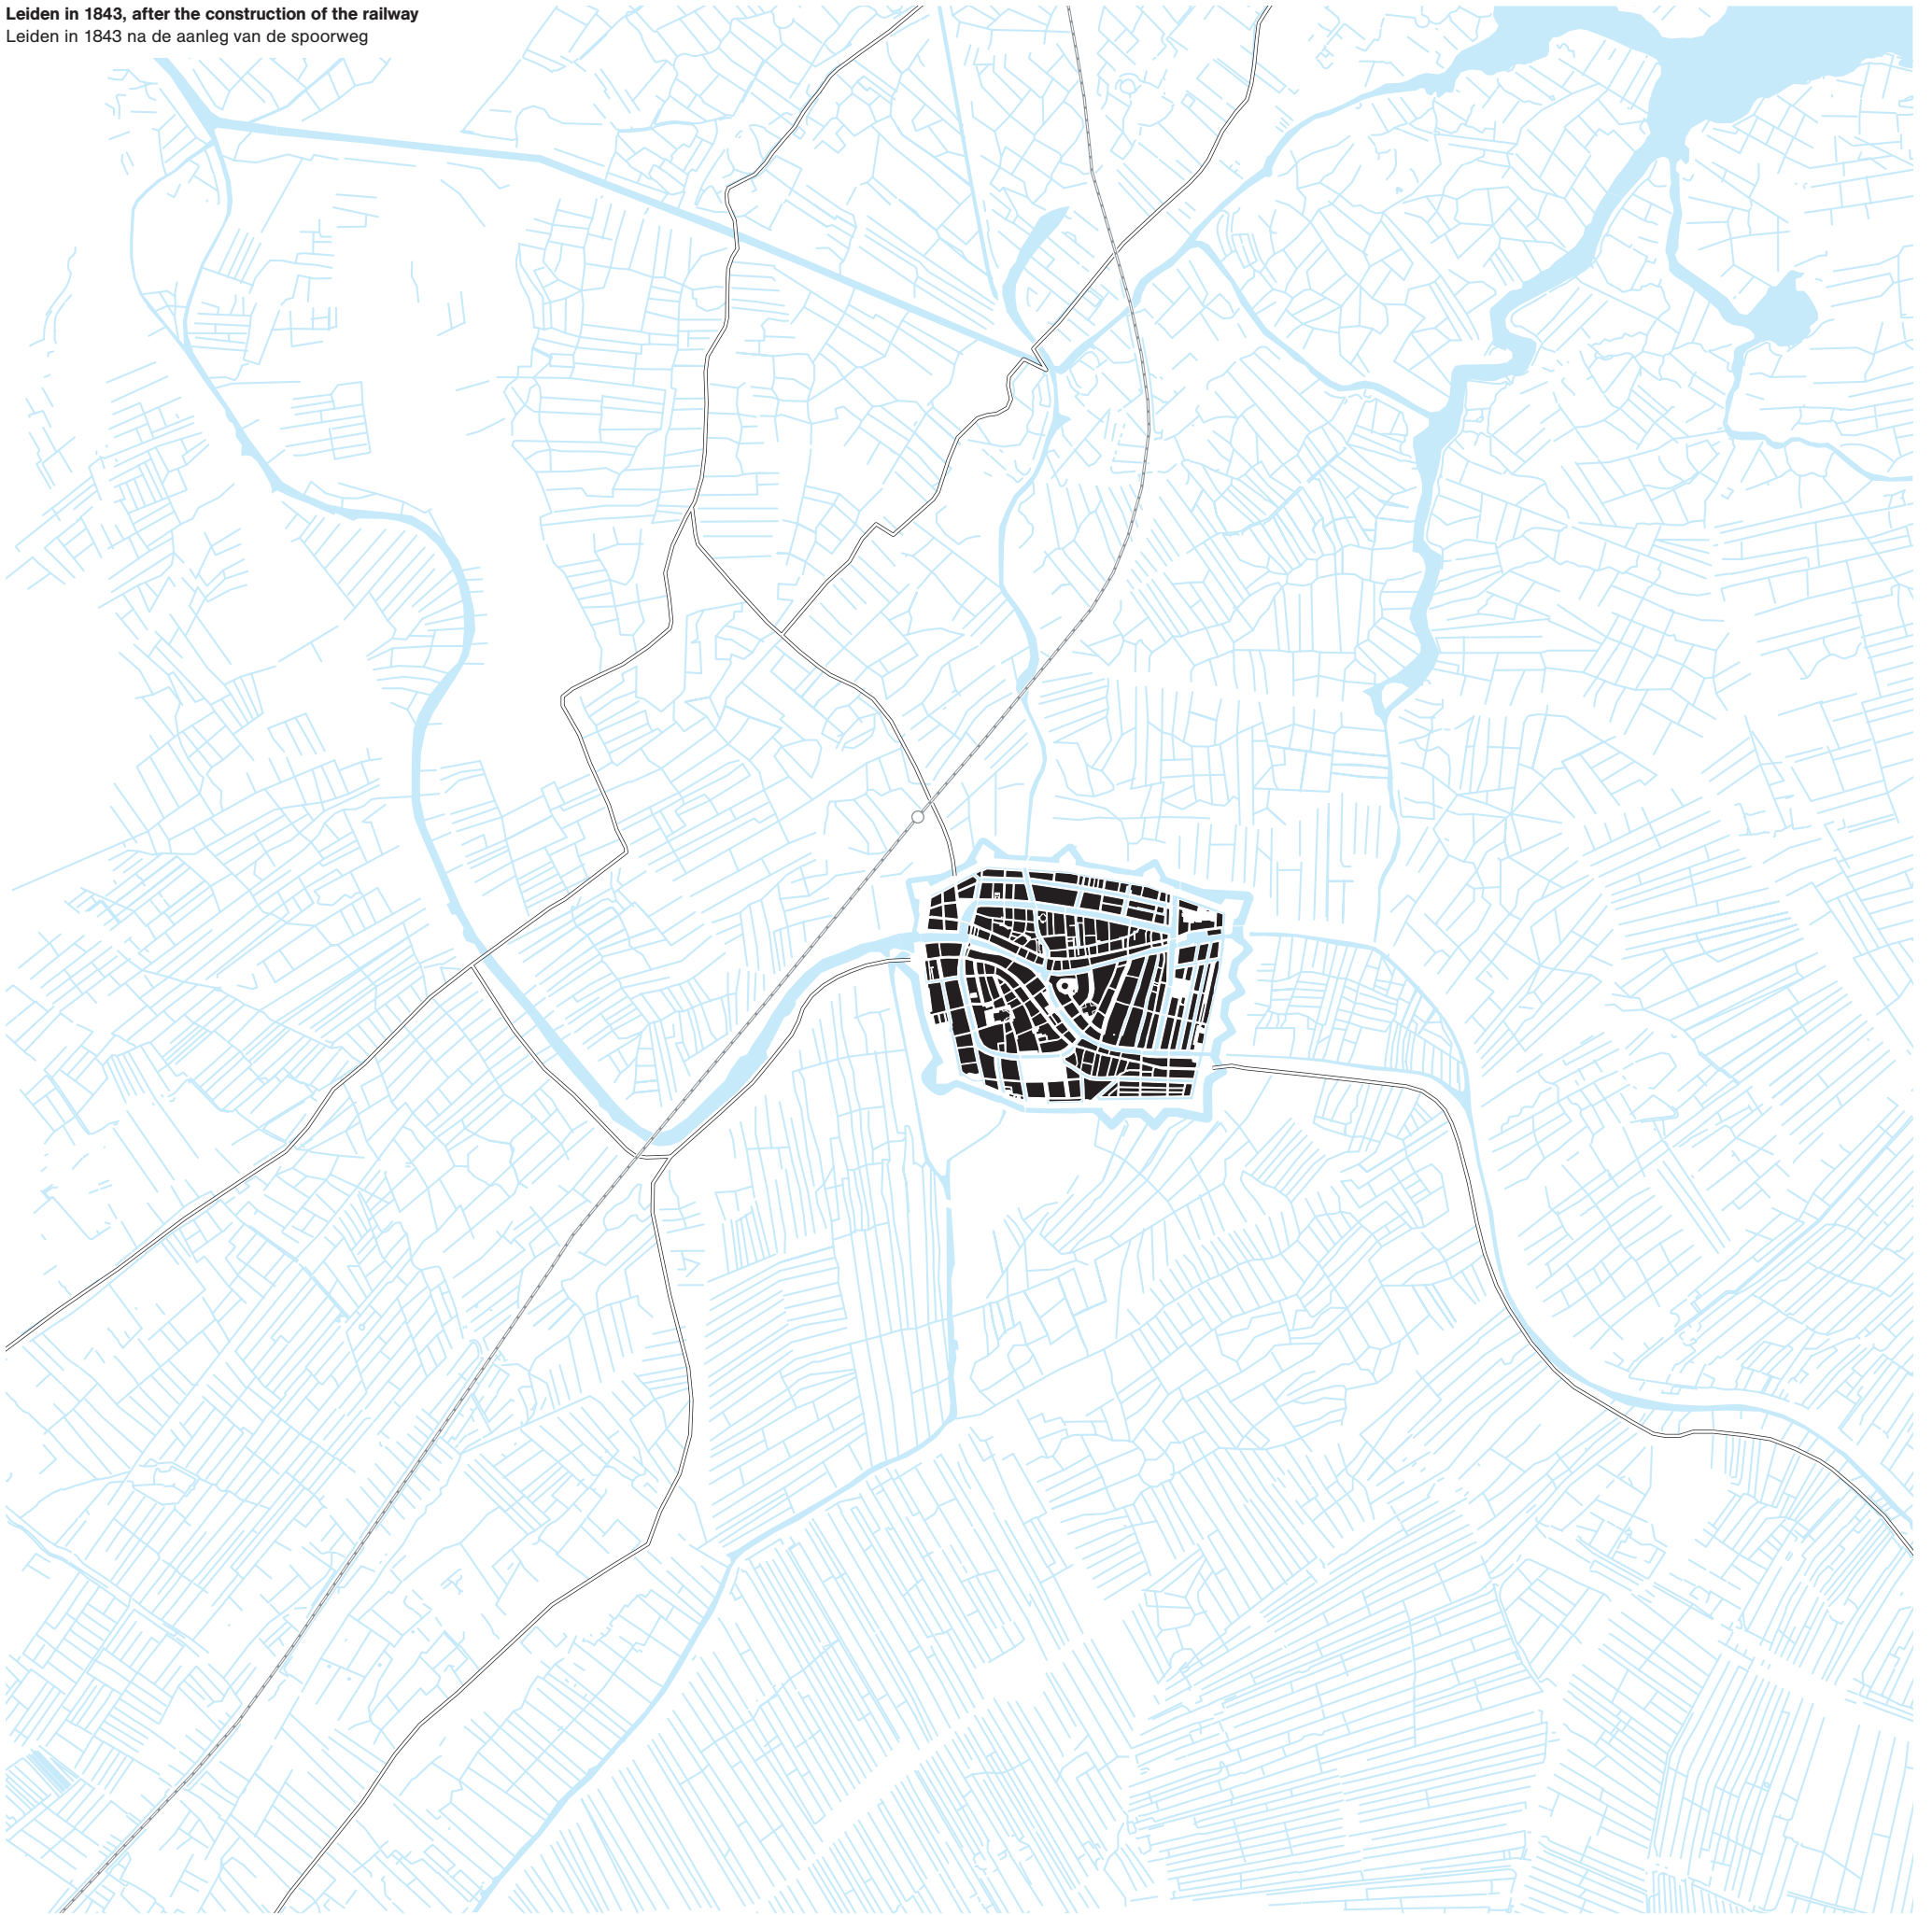 Leiden in 1843, after the construction of the railway
Leiden in 1843 na de aanleg van de spoorweg